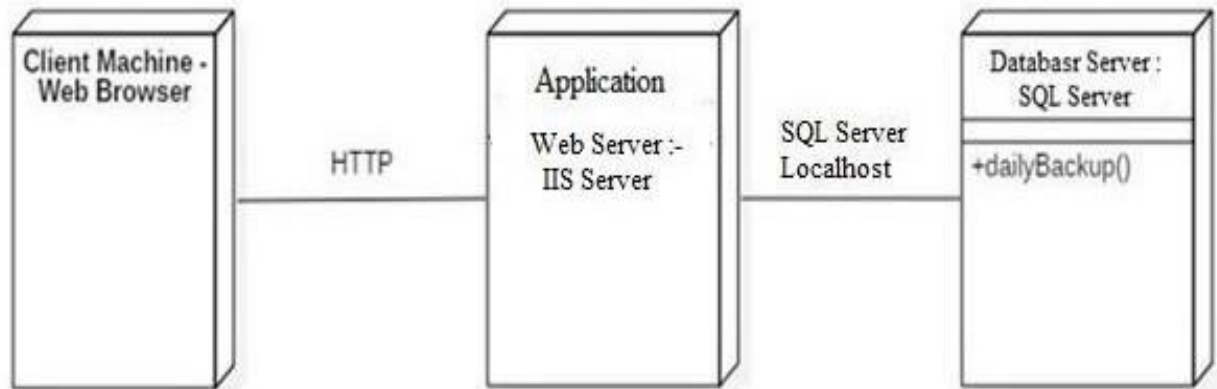 Client Machine -
Web Browser
HTTP
Application
Web Server :-
IIS Server
SQL Server
Localhost
Databasr Server :
SQL Server
+dailyBackup()